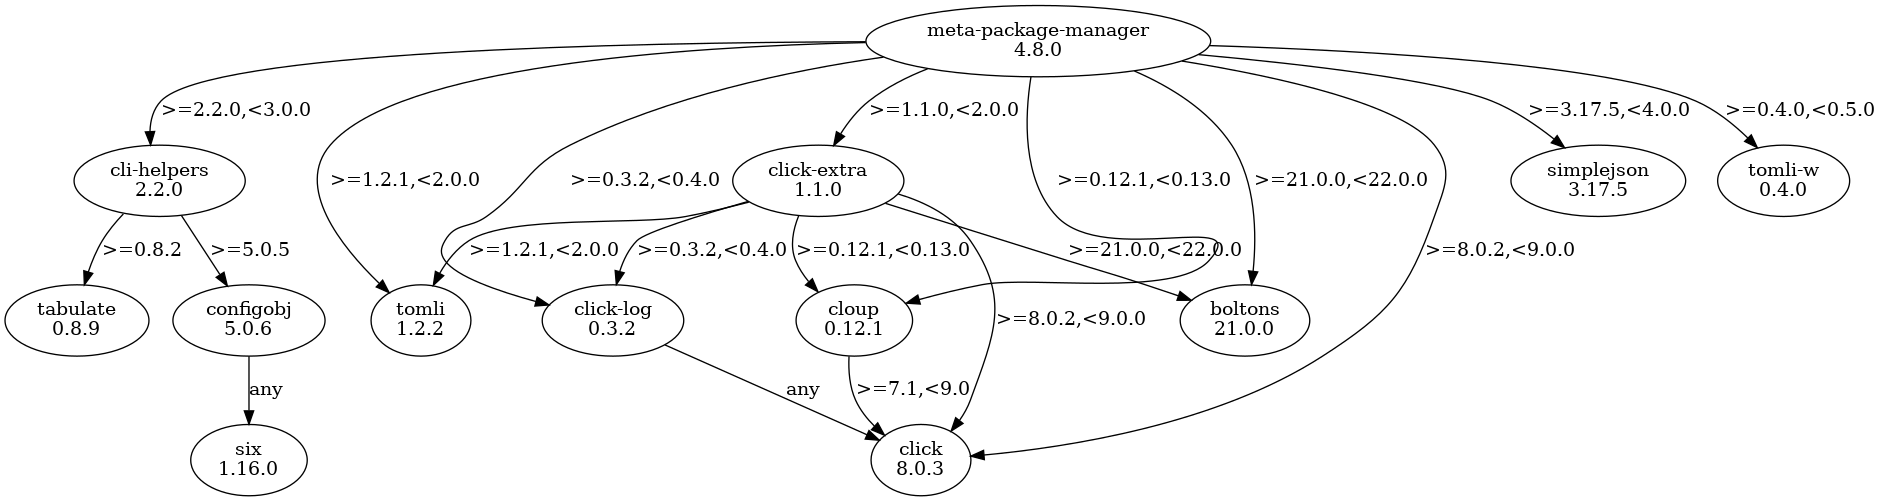 meta-package-manager
4.8.0
>=2.2.0,<3.0.0
>=1.1.0,<2.0.0
>=3.17.5,<4.0.0
>=0.4.0,<0.5.0
cli-helpers
2.2.0
>=1.2.1,<2.0.0
>=0.3.2,<0.4.0
click-extra
1.1.0
>=0.12.1,<0.13.0
>=21.0.0,<22.0.0
simplejson
3.17.5
tomli-w
0.4.0
>=0.8.2
>=5.0.5
>=1.2.1,<2.0.0
>=0.3.2,<0.4.0
>=0.12.1,<0.13.0
>=21.0.0,<22.0.0
>=8.0.2,<9.0.0
tabulate
0.8.9
configobj
5.0.6
tomli
1.2.2
click-log
0.3.2
cloup
0.12.1
>=8.0.2,<9.0.0
boltons
21.0.0
any
any
>=7.1,<9.0
six
1.16.0
click
8.0.3